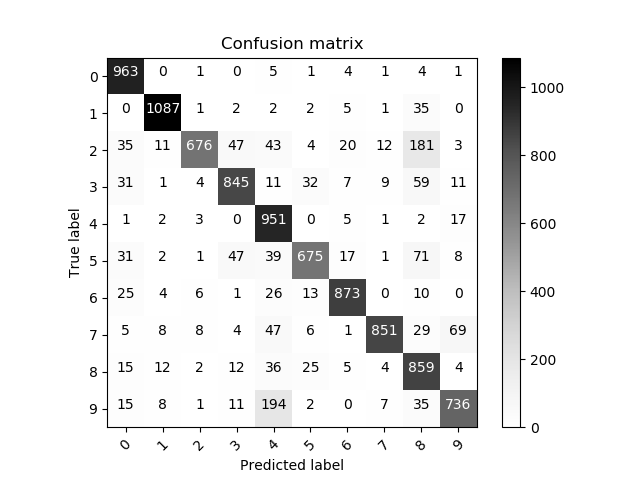 Confusion matrix
0 963 0 1 0 5 1 4 1 4 1
1 0 1087 1 2 2 2 5 1 35 0
2 35 11 676 47 43 4 20 12 181 3
3 31 1 4 845 11 32 7 9 59 11
4 1 2 3 0 951 0 5 1 2 17
5 31 2 1 47 39 675 17 1 71 8
6 25 4 6 1 26 13 873 0 10 0
7 5 8 8 4 47 6 1 851 29 69
8 15 12 2 12 36 25 5 4 859 4
9 15 8 1 11 194 2 0 7 35 736
0 1 2 3 4 5 6 7 8 9
Predicted label
True label
1000
800
600
400
200
0